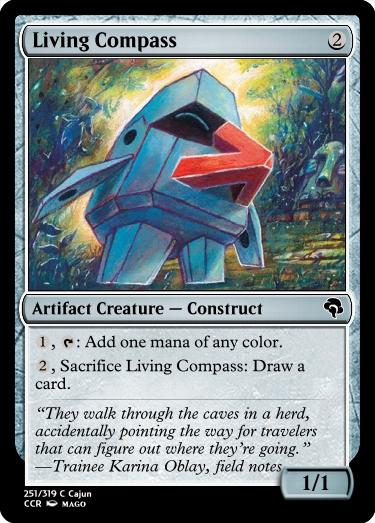 Living Compass 2
Artifact Creature — Construct
1, T: Add one mana of any color.
2, Sacrifice Living Compass: Draw a
card.
“They walk through the caves in a herd,
accidentally pointing the way for travelers
that can figure out where they’re going.”
—Trainee Karina Oblay, field notes
1/1
251/319 C Cajun
CCR MAGO